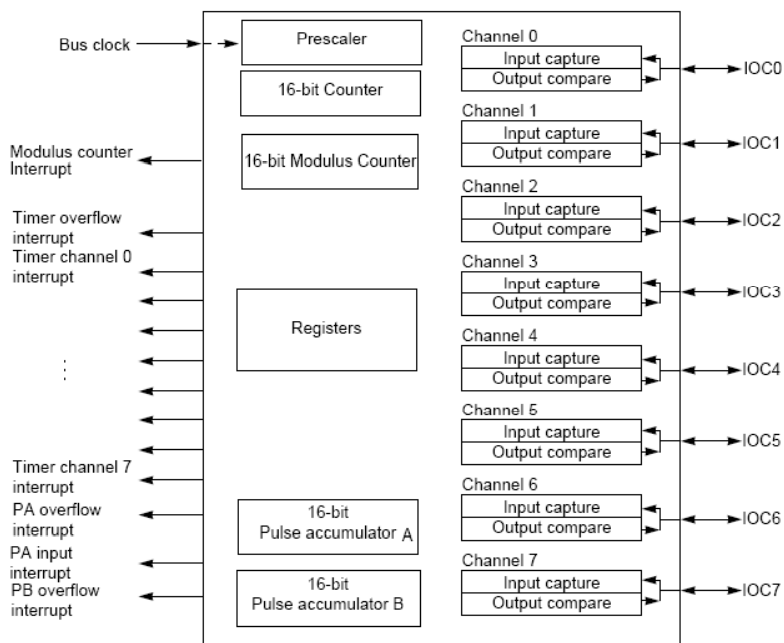 Bus clock
Modulus counter
Interrupt
Timer overflow
interrupt
Timer channel 0
interrupt
⋮
Timer channel 7
interrupt
PA overflow
interrupt
PA input
interrupt
PB overflow
interrupt
Prescaler
16-bit Counter
16-bit Modulus Counter
Registers
16-bit
Pulse accumulator A
16-bit
Pulse accumulator B
Channel 0
Input capture
Output compare
IOC0
Channel 1
Input capture
Output compare
IOC1
Channel 2
Input capture
Output compare
IOC2
Channel 3
Input capture
Output compare
IOC3
Channel 4
Input capture
Output compare
IOC4
Channel 5
Input capture
Output compare
IOC5
Channel 6
Input capture
Output compare
IOC6
Channel 7
Input capture
Output compare
IOC7